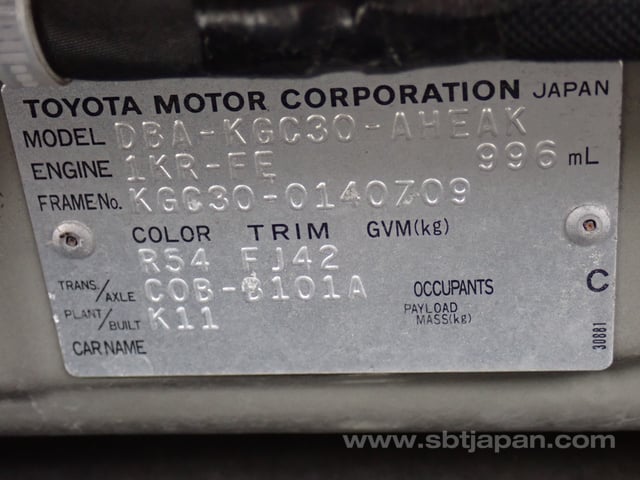 TOYOTA MOTOR CORPORATION JAPAN
MODEL DBA-KGC30-AHEAK
ENGINE 1KR-FE 996 mL
FRAME No. KGC30-0140709
COLOR TRIM GVM(kg)
R54 FJ42
TRANS./AXLE C0B-B101A OCCUPANTS C
PLANT/BUILT K11 PAYLOAD MASS(kg)
CAR NAME
30881
www.sbtjapan.com